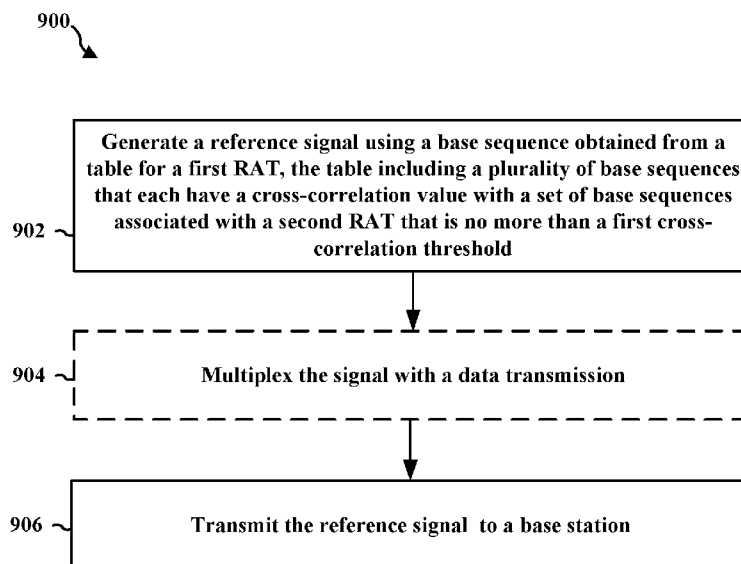 900
Generate a reference signal using a base sequence obtained from a
table for a first RAT, the table including a plurality of base sequences
that each have a cross-correlation value with a set of base sequences
associated with a second RAT that is no more than a first cross-
correlation threshold
902
904
Multiplex the signal with a data transmission
906
Transmit the reference signal to a base station